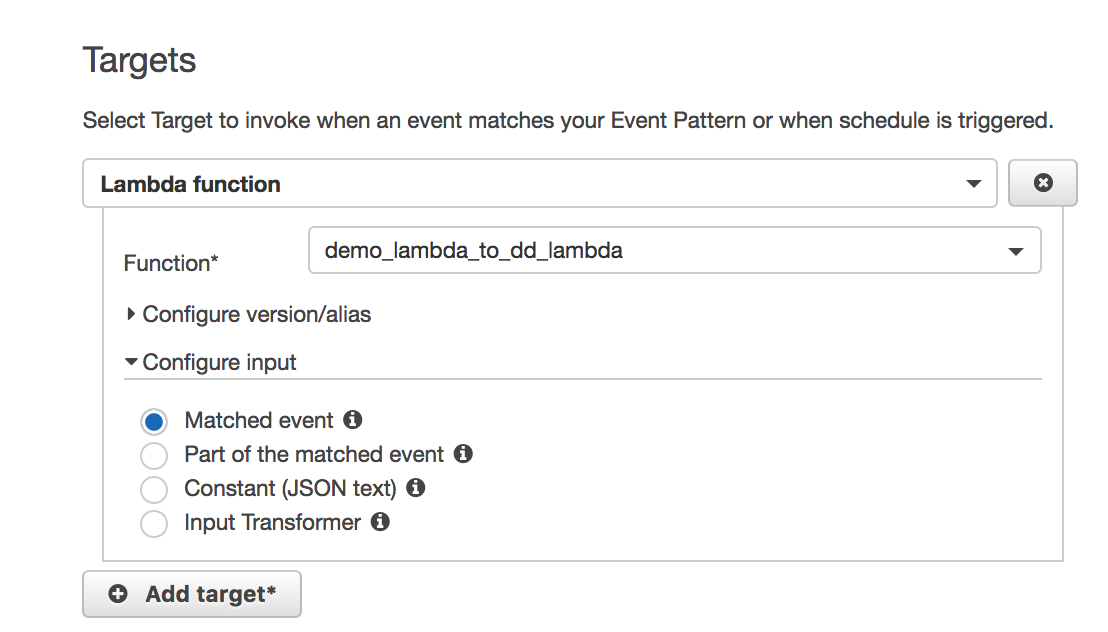 Targets
Select Target to invoke when an event matches your Event Pattern or when schedule is triggered.
Lambda function
Function* demo_lambda_to_dd_lambda
Configure version/alias
Configure input
Matched event
Part of the matched event
Constant (JSON text)
Input Transformer
Add target*